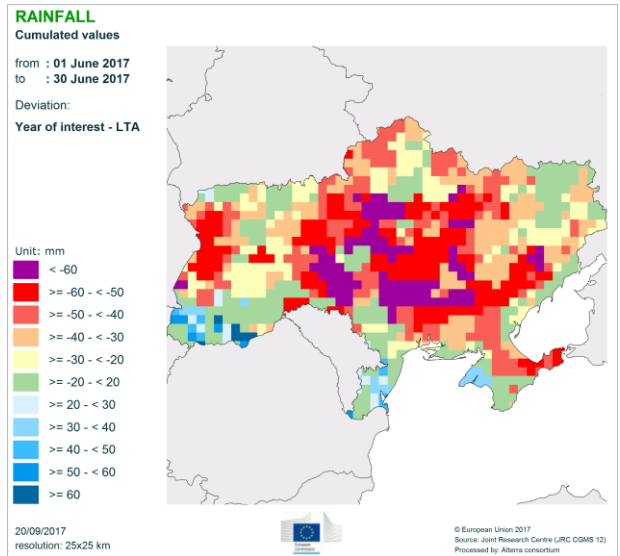 RAINFALL
Cumulated values
from : 01 June 2017
to : 30 June 2017
Deviation:
Year of interest - LTA
Unit: mm
< -60
>= -60 - < -50
>= -50 - < -40
>= -40 - < -30
>= -30 - < -20
>= -20 - < 20
>= 20 - < 30
>= 30 - < 40
>= 40 - < 50
>= 50 - < 60
>= 60
20/09/2017
resolution: 25x25 km
European
Commission
© European Union 2017
Source: Joint Research Centre (JRC CGMS 12)
Processed by: Alterra consortium